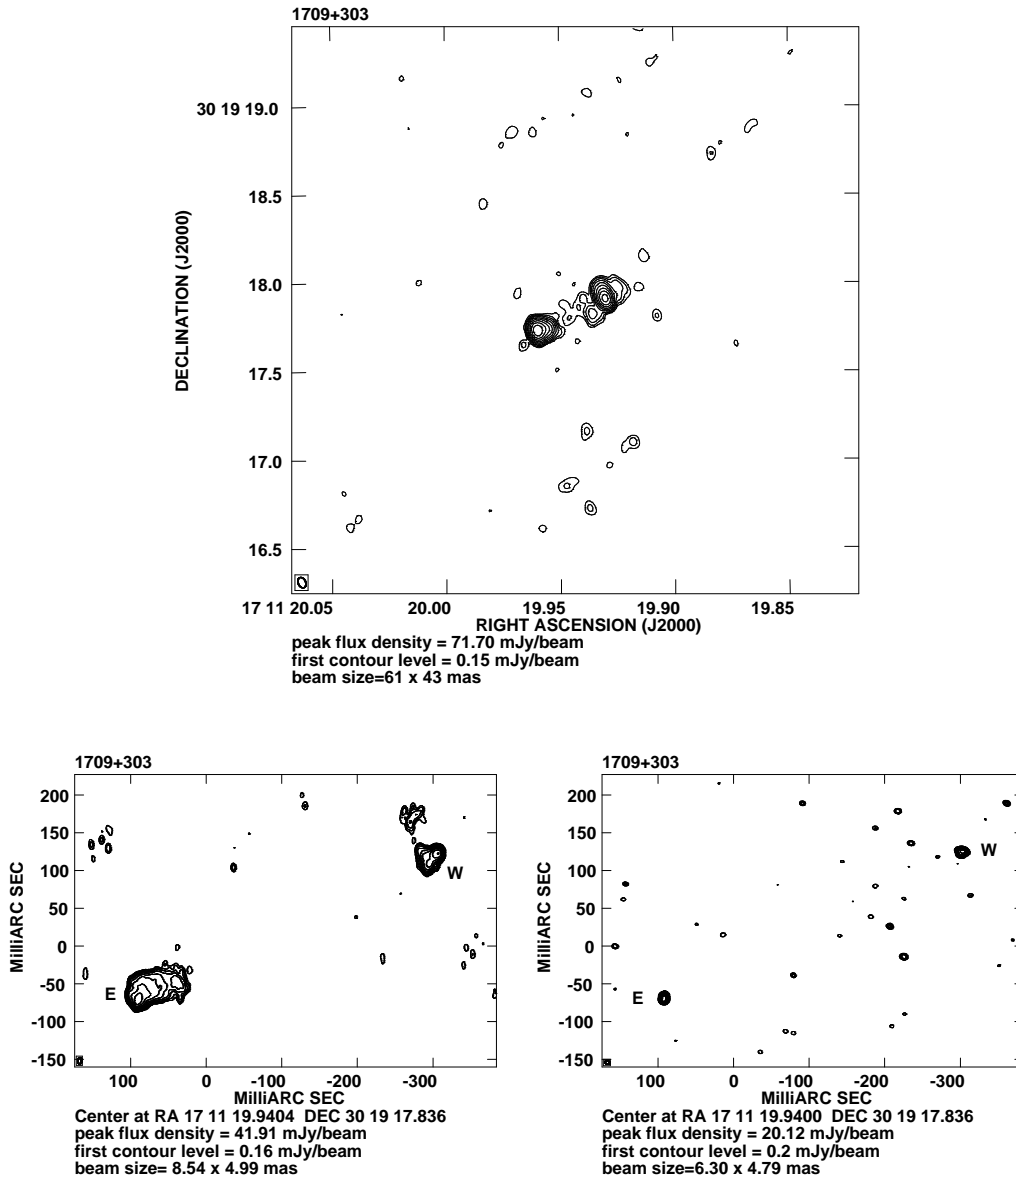 1709+303
30 19 19.0
18.5
18.0
17.5
17.0
16.5
DECLINATION (J2000)
17 11 20.05 20.00 19.95 19.90 19.85
RIGHT ASCENSION (J2000)
peak flux density = 71.70 mJy/beam
first contour level = 0.15 mJy/beam
beam size=61 x 43 mas
1709+303
200
150
100
50
0
-50
-100
-150
MilliARC SEC
W
E
100 0 -100 -200 -300
MilliARC SEC
Center at RA 17 11 19.9404 DEC 30 19 17.836
peak flux density = 41.91 mJy/beam
first contour level = 0.16 mJy/beam
beam size= 8.54 x 4.99 mas
1709+303
200
150
100
50
0
-50
-100
-150
MilliARC SEC
W
E
100 0 -100 -200 -300
MilliARC SEC
Center at RA 17 11 19.9400 DEC 30 19 17.836
peak flux density = 20.12 mJy/beam
first contour level = 0.2 mJy/beam
beam size=6.30 x 4.79 mas